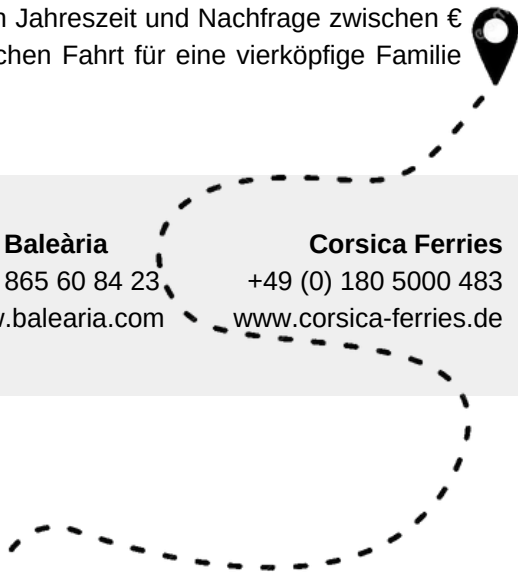 n Jahreszeit und Nachfrage zwischen €
chen Fahrt für eine vierköpfige Familie
Baleària
Corsica Ferries
865 60 84 23
+49 (0) 180 5000 483
w.balearia.com
www.corsica-ferries.de